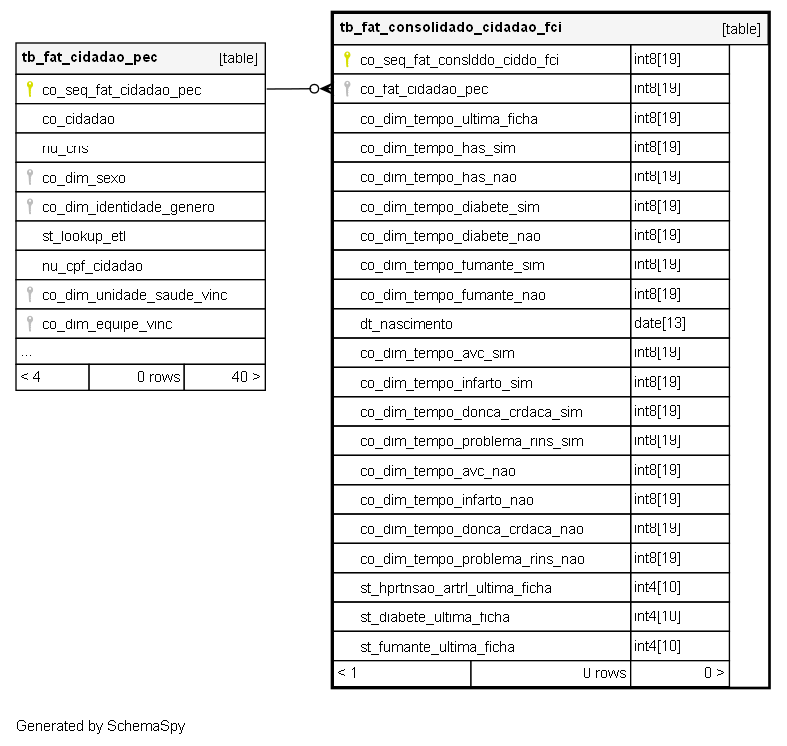 tb_fat_cidadao_pec [table]
co_seq_fat_cidadao_pec
co_cidadao
nu_cns
co_dim_sexo
co_dim_identidade_genero
st_lookup_etl
nu_cpf_cidadao
co_dim_unidade_saude_vinc
co_dim_equipe_vinc
...
< 4 0 rows 40 >
tb_fat_consolidado_cidadao_fci [table]
co_seq_fat_conslddo_ciddo_fci int8[19]
co_fat_cidadao_pec int8[19]
co_dim_tempo_ultima_ficha int8[19]
co_dim_tempo_has_sim int8[19]
co_dim_tempo_has_nao int8[19]
co_dim_tempo_diabete_sim int8[19]
co_dim_tempo_diabete_nao int8[19]
co_dim_tempo_fumante_sim int8[19]
co_dim_tempo_fumante_nao int8[19]
dt_nascimento date[13]
co_dim_tempo_avc_sim int8[19]
co_dim_tempo_infarto_sim int8[19]
co_dim_tempo_donca_crdaca_sim int8[19]
co_dim_tempo_problema_rins_sim int8[19]
co_dim_tempo_avc_nao int8[19]
co_dim_tempo_infarto_nao int8[19]
co_dim_tempo_donca_crdaca_nao int8[19]
co_dim_tempo_problema_rins_nao int8[19]
st_hprtnsao_artrl_ultima_ficha int4[10]
st_diabete_ultima_ficha int4[10]
st_fumante_ultima_ficha int4[10]
< 1 0 rows 0 >
Generated by SchemaSpy